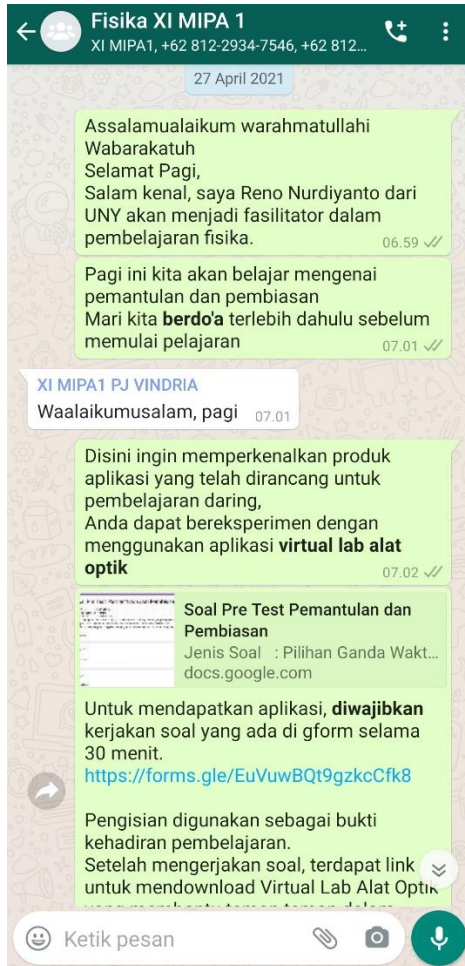 Fisika XI MIPA 1
XI MIPA1, +62 812-2934-7546, +62 812...
27 April 2021
Assalamualaikum warahmatullahi
Wabarakatuh
Selamat Pagi,
Salam kenal, saya Reno Nurdiyanto dari
UNY akan menjadi fasilitator dalam
pembelajaran fisika.
06.59
Pagi ini kita akan belajar mengenai
pemantulan dan pembiasan
Mari kita berdo'a terlebih dahulu sebelum
memulai pelajaran
07.01
XI MIPA1 PJ VINDRIA
Waalaikumusalam, pagi 07.01
Disini ingin memperkenalkan produk
aplikasi yang telah dirancang untuk
pembelajaran daring,
Anda dapat bereksperimen dengan
menggunakan aplikasi virtual lab alat
optik
07.02
Soal Pre Test Pemantulan dan
Pembiasan
Jenis Soal : Pilihan Ganda Wakt...
docs.google.com
Untuk mendapatkan aplikasi, diwajibkan
kerjakan soal yang ada di gform selama
30 menit.
https://forms.gle/EuVuwBQt9gzkcCfk8
Pengisian digunakan sebagai bukti
kehadiran pembelajaran.
Setelah mengerjakan soal, terdapat link
untuk mendownload Virtual Lab Alat Optik
Ketik pesan